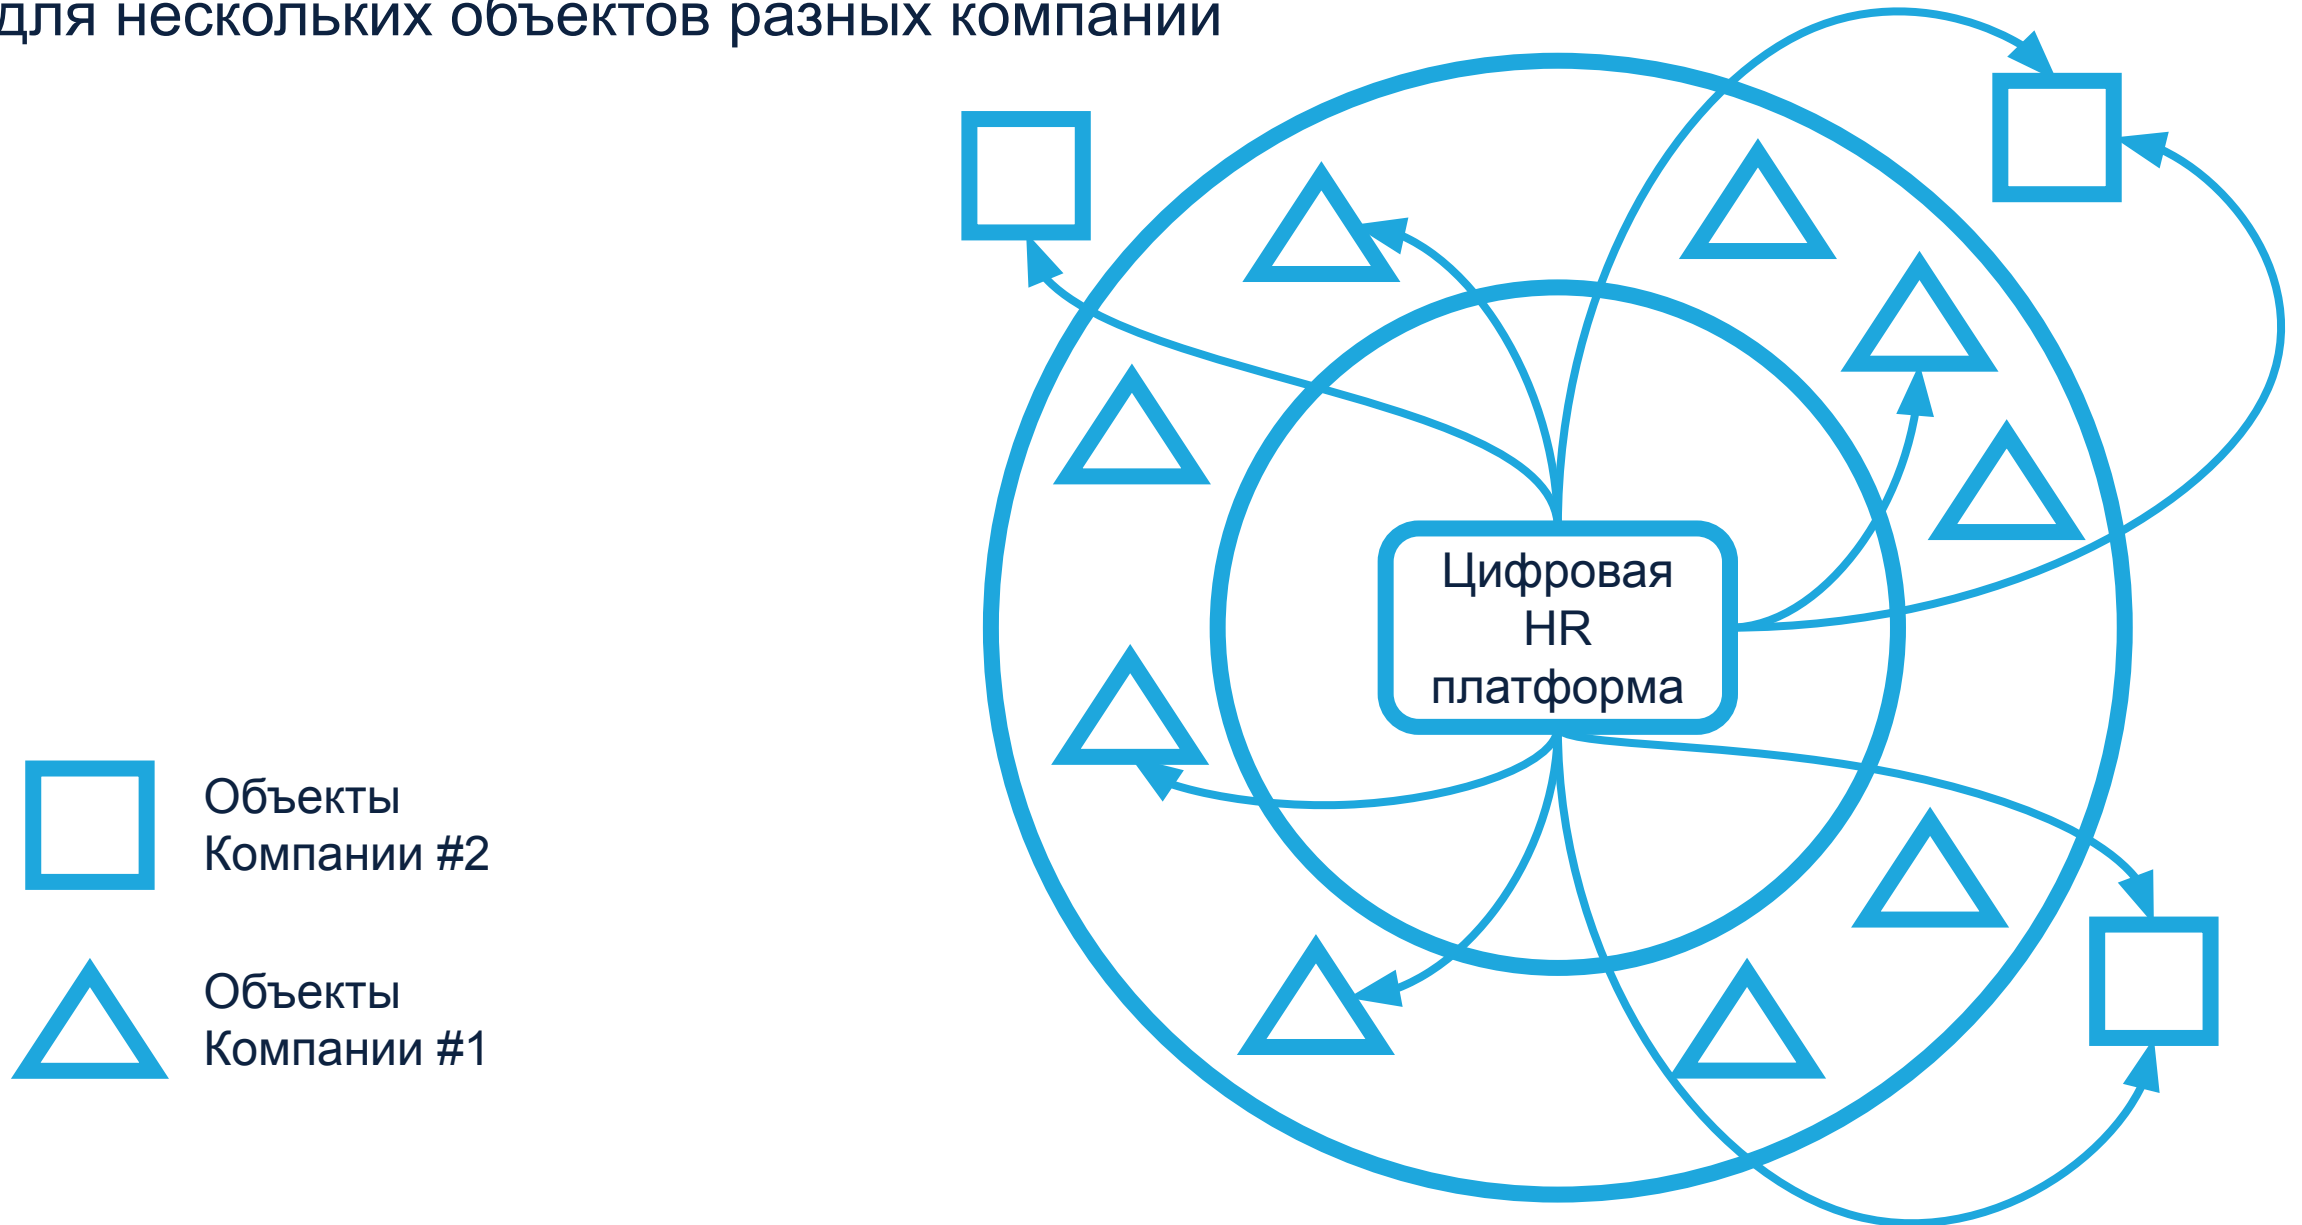 для нескольких объектов разных компании
Цифровая
HR
платформа
Объекты
Компании #2
Объекты
Компании #1